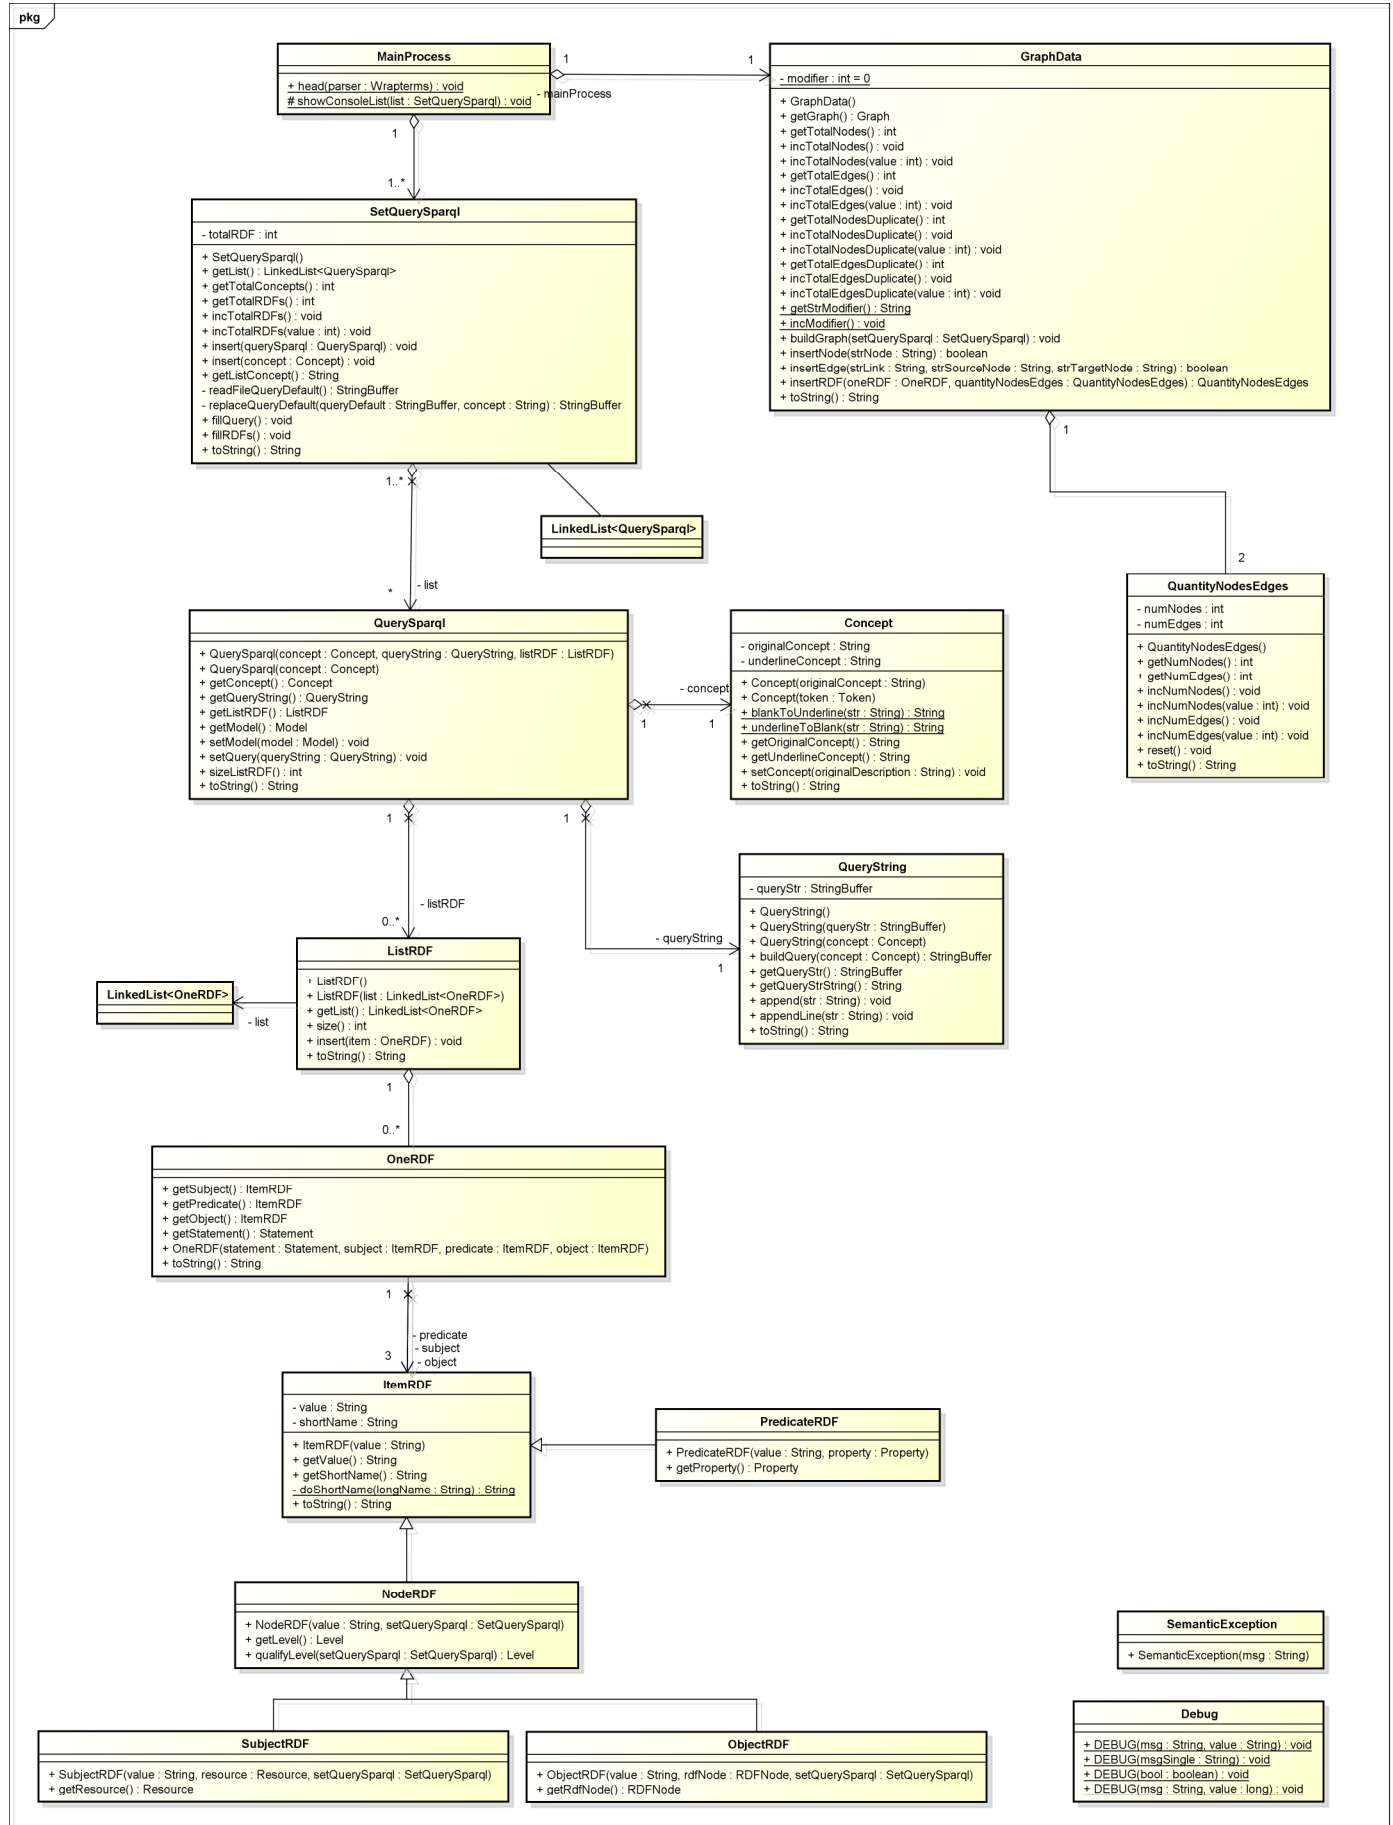 pkg
MainProcess
+ head(parser : Wrapterms) : void
# showConsoleList(list : SetQuerySparql) : void
1
1
- mainProcess
1
1..*
GraphData
- modifier : int = 0
+ GraphData()
+ getGraph() : Graph
+ getTotalNodes() : int
+ incTotalNodes() : void
+ incTotalNodes(value : int) : void
+ getTotalEdges() : int
+ incTotalEdges() : void
+ incTotalEdges(value : int) : void
+ getTotalNodesDuplicate() : int
+ incTotalNodesDuplicate() : void
+ incTotalNodesDuplicate(value : int) : void
+ getTotalEdgesDuplicate() : int
+ incTotalEdgesDuplicate() : void
+ incTotalEdgesDuplicate(value : int) : void
+ getStrModifier() : String
+ incModifier() : void
+ buildGraph(setQuerySparql : SetQuerySparql) : void
+ insertNode(strNode : String) : boolean
+ insertEdge(strLink : String, strSourceNode : String, strTargetNode : String) : boolean
+ insertRDF(oneRDF : OneRDF, quantityNodesEdges : QuantityNodesEdges) : QuantityNodesEdges
+ toString() : String
1
2
SetQuerySparql
- totalRDF : int
+ SetQuerySparql()
+ getList() : LinkedList<QuerySparql>
+ getTotalConcepts() : int
+ getTotalRDFs() : int
+ incTotalRDFs() : void
+ incTotalRDFs(value : int) : void
+ insert(querySparql : QuerySparql) : void
+ insert(concept : Concept) : void
+ getListConcept() : String
- readFileQueryDefault() : StringBuffer
- replaceQueryDefault(queryDefault : StringBuffer, concept : String) : StringBuffer
+ fillQuery() : void
+ fillRDFs() : void
+ toString() : String
1..*
LinkedList<QuerySparql>
- list
*
QuantityNodesEdges
- numNodes : int
- numEdges : int
+ QuantityNodesEdges()
+ getNumNodes() : int
+ getNumEdges() : int
+ incNumNodes() : void
+ incNumNodes(value : int) : void
+ incNumEdges() : void
+ incNumEdges(value : int) : void
+ reset() : void
+ toString() : String
QuerySparql
+ QuerySparql(concept : Concept, queryString : QueryString, listRDF : ListRDF)
+ QuerySparql(concept : Concept)
+ getConcept() : Concept
+ getQueryString() : QueryString
+ getListRDF() : ListRDF
+ getModel() : Model
+ setModel(model : Model) : void
+ setQuery(queryString : QueryString) : void
+ sizeListRDF() : int
+ toString() : String
- concept
1
1
Concept
- originalConcept : String
- underlineConcept : String
+ Concept(originalConcept : String)
+ Concept(token : Token)
+ blankToUnderline(str : String) : String
+ underlineToBlank(str : String) : String
+ getOriginalConcept() : String
+ getUnderlineConcept() : String
+ setConcept(originalDescription : String) : void
+ toString() : String
1
1
- listRDF
0..*
- queryString
1
QueryString
- queryStr : StringBuffer
+ QueryString()
+ QueryString(queryStr : StringBuffer)
+ QueryString(concept : Concept)
+ buildQuery(concept : Concept) : StringBuffer
+ getQueryStr() : StringBuffer
+ getQueryStrString() : String
+ append(str : String) : void
+ appendLine(str : String) : void
+ toString() : String
ListRDF
+ ListRDF()
+ ListRDF(list : LinkedList<OneRDF>)
+ getList() : LinkedList<OneRDF>
+ size() : int
+ insert(item : OneRDF) : void
+ toString() : String
LinkedList<OneRDF>
- list
1
0..*
OneRDF
+ getSubject() : ItemRDF
+ getPredicate() : ItemRDF
+ getObject() : ItemRDF
+ getStatement() : Statement
+ OneRDF(statement : Statement, subject : ItemRDF, predicate : ItemRDF, object : ItemRDF)
+ toString() : String
1
- predicate
- subject
- object
3
ItemRDF
- value : String
- shortName : String
+ ItemRDF(value : String)
+ getValue() : String
+ getShortName() : String
- doShortName(longName : String) : String
+ toString() : String
PredicateRDF
+ PredicateRDF(value : String, property : Property)
+ getProperty() : Property
NodeRDF
+ NodeRDF(value : String, setQuerySparql : SetQuerySparql)
+ getLevel() : Level
+ qualifyLevel(setQuerySparql : SetQuerySparql) : Level
SemanticException
+ SemanticException(msg : String)
SubjectRDF
+ SubjectRDF(value : String, resource : Resource, setQuerySparql : SetQuerySparql)
+ getResource() : Resource
ObjectRDF
+ ObjectRDF(value : String, rdfNode : RDFNode, setQuerySparql : SetQuerySparql)
+ getRdfNode() : RDFNode
Debug
+ DEBUG(msg : String, value : String) : void
+ DEBUG(msgSingle : String) : void
+ DEBUG(bool : boolean) : void
+ DEBUG(msg : String, value : long) : void